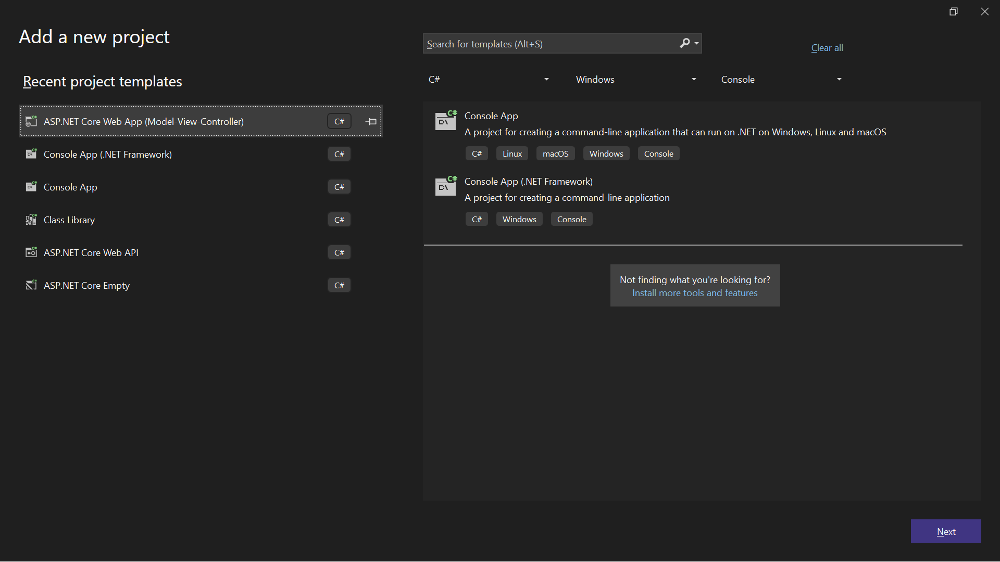 Add a new project
Recent project templates
ASP.NET Core Web App (Model-View-Controller) C#
Console App (.NET Framework) C#
Console App C#
Class Library C#
ASP.NET Core Web API C#
ASP.NET Core Empty C#
Search for templates (Alt+S)
Clear all
C# Windows Console
C# C:\
Console App
A project for creating a command-line application that can run on .NET on Windows, Linux and macOS
C# Linux macOS Windows Console
C# C:\
Console App (.NET Framework)
A project for creating a command-line application
C# Windows Console
Not finding what you're looking for?
Install more tools and features
Next